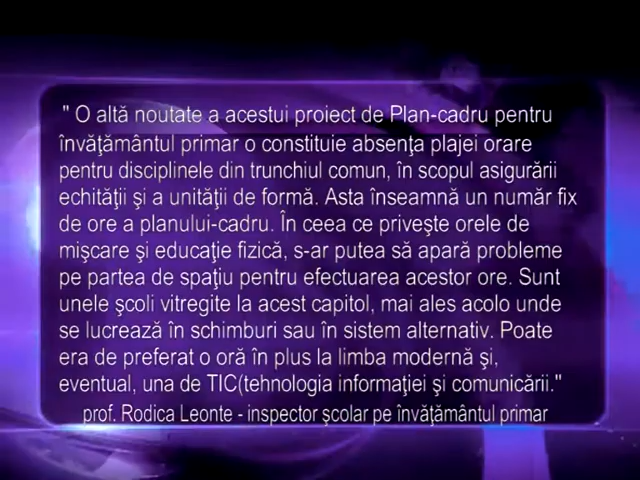 " O altă noutate a acestui proiect de Plan-cadru pentru
învăţământul primar o constituie absenţa plajei orare
pentru disciplinele din trunchiul comun, în scopul asigurării
echităţii şi a unităţii de formă. Asta înseamnă un număr fix
de ore a planului-cadru. În ceea ce priveşte orele de
mişcare şi educaţie fizică, s-ar putea să apară probleme
pe partea de spaţiu pentru efectuarea acestor ore. Sunt
unele şcoli vitregite la acest capitol, mai ales acolo unde
se lucrează în schimburi sau în sistem alternativ. Poate
era de preferat o oră în plus la limba modernă şi,
eventual, una de TIC(tehnologia informaţiei şi comunicării."
prof. Rodica Leonte - inspector şcolar pe învăţământul primar